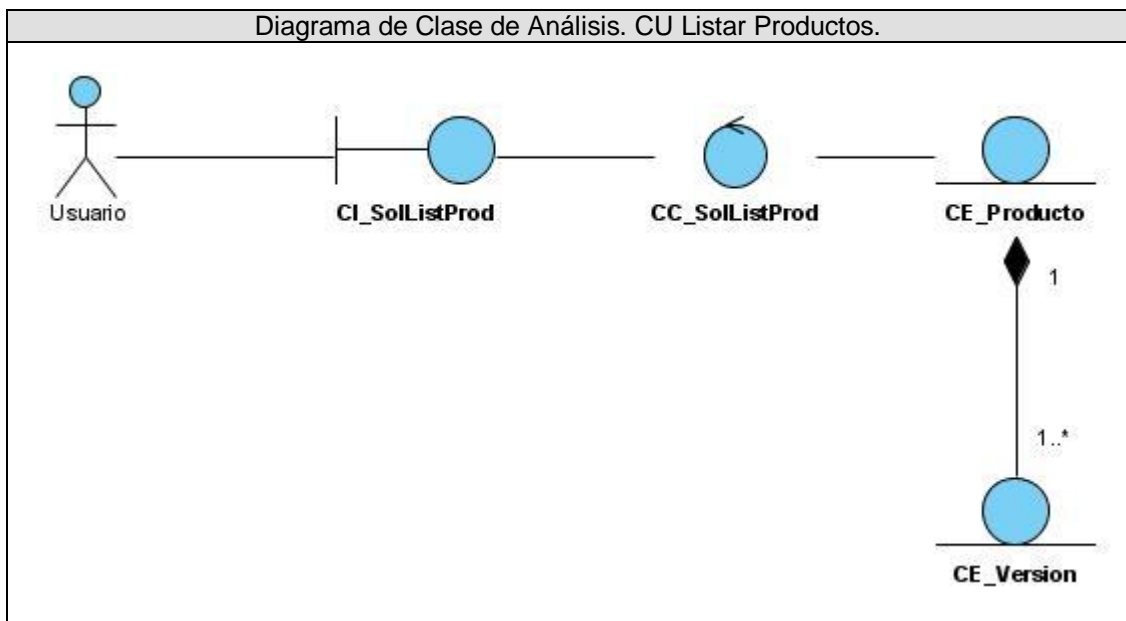 Diagrama de Clase de Análisis. CU Listar Productos.
Usuario
CI_SolListProd
CC_SolListProd
CE_Producto
1
1..*
CE_Version